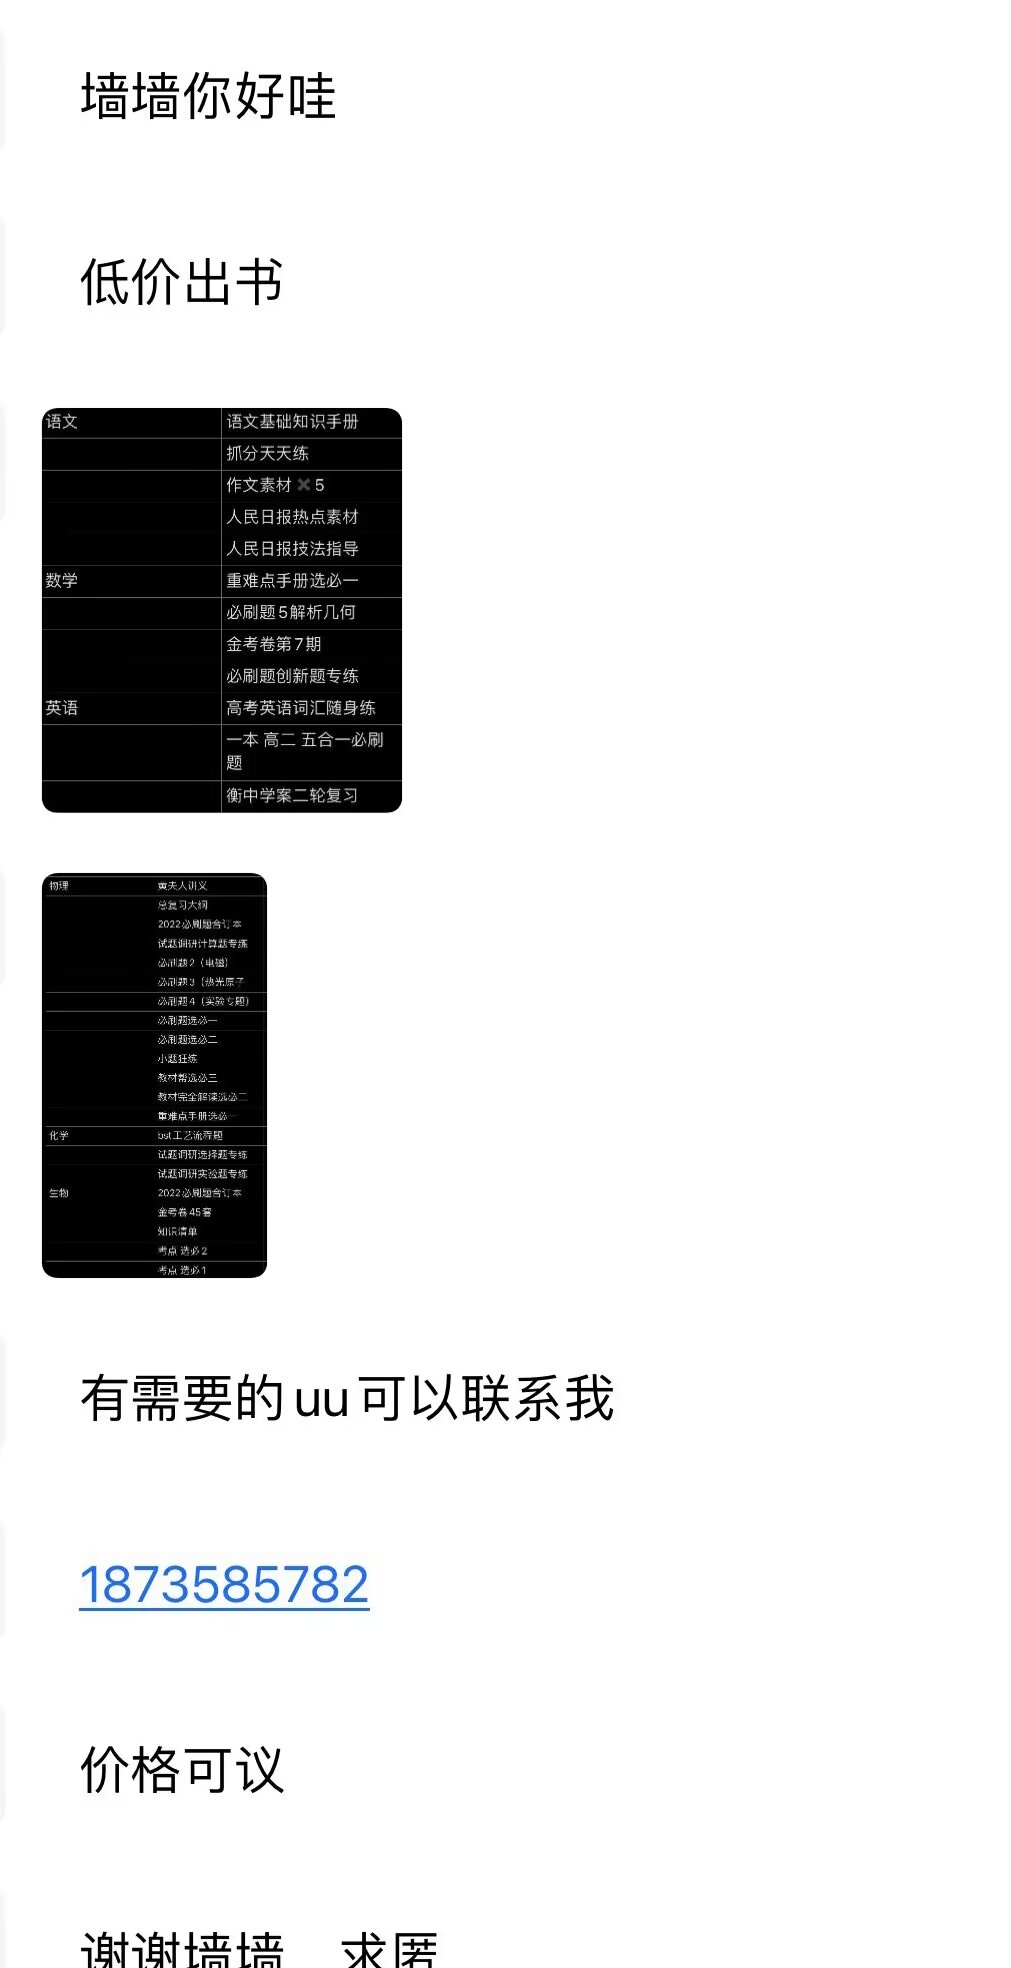 墙墙你好哇
低价出书
语文 语文基础知识手册
抓分天天练
作文素材✖5
人民日报热点素材
人民日报技法指导
数学 重难点手册选必一
必刷题5解析几何
金考卷第7期
必刷题创新题专练
英语 高考英语词汇随身练
一本 高二 五合一必刷
题
衡中学案二轮复习
物理 黄夫人讲义
总复习大纲
2022必刷题合订本
试题调研计算题专练
必刷题2（电磁）
必刷题3（热光原子
必刷题4（实验专题）
必刷题选必一
必刷题选必二
小题狂练
教材帮选必三
教材完全解读选必二
重难点手册选必一
化学 bst工艺流程题
试题调研选择题专练
试题调研实验题专练
生物 2022必刷题合订本
金考卷45套
知识清单
考点 选必2
考点 选必1
有需要的uu可以联系我
1873585782
价格可议
谢谢墙墙 求匿